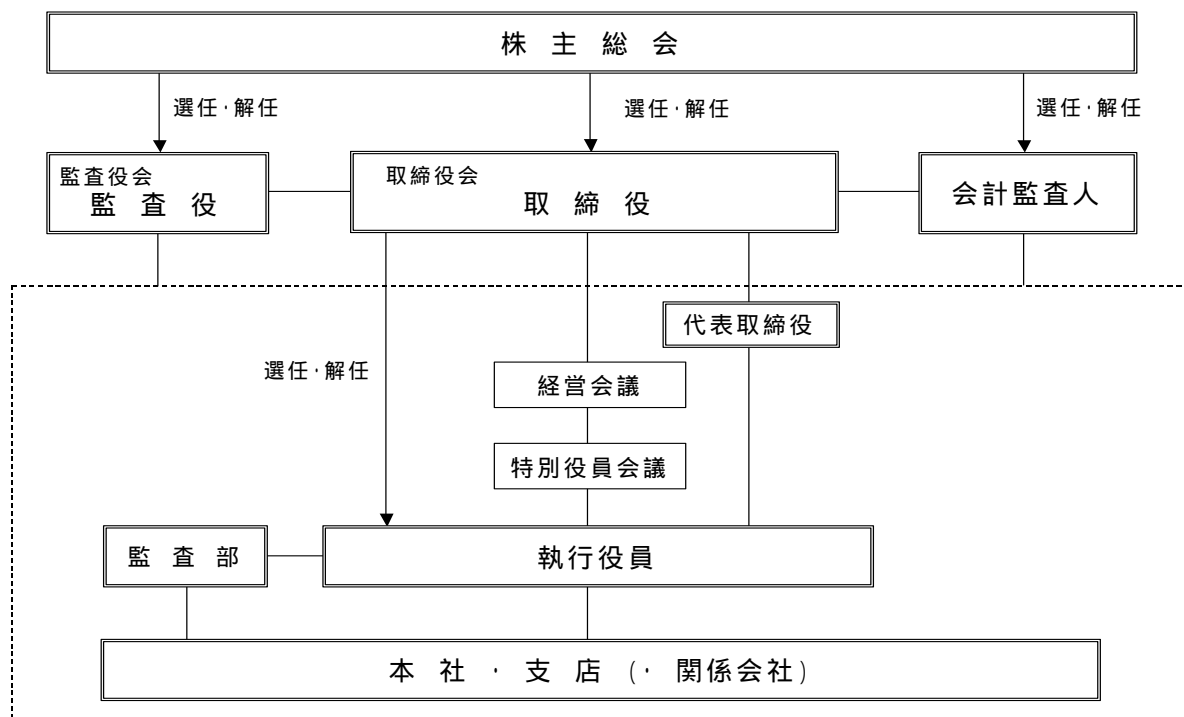 株 主 総 会
選任・解任
選任・解任
選任・解任
監査役会
監 査 役
取締役会
取 締 役
会計監査人
代表取締役
選任・解任
経営会議
特別役員会議
監 査 部
執行役員
本 社 ・ 支 店 (・ 関係会社)